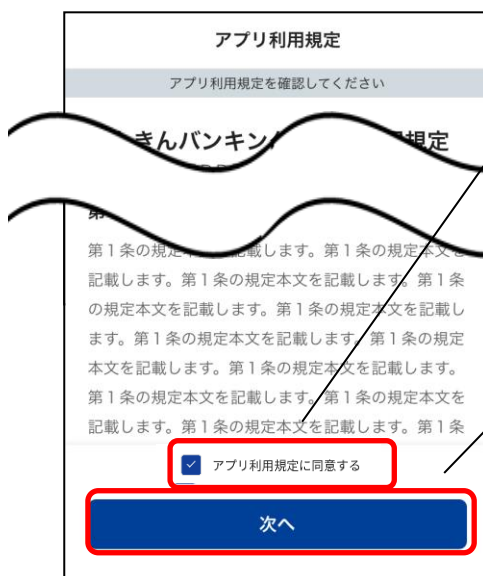 アプリ利用規定
アプリ利用規定を確認してください
きんバンキン 規定
第1条の規定 載します。第1条の規定本文を
記載します。第1条の規定本文を記載します。第1条
の規定本文を記載します。第1条の規定本文を記載し
ます。第1条の規定本文を記載します。第1条の規定
本文を記載します。第1条の規定本文を記載します。
第1条の規定本文を記載します。第1条の規定本文を
記載します。第1条の規定本文を記載します。第1条
アプリ利用規定に同意する
次へ